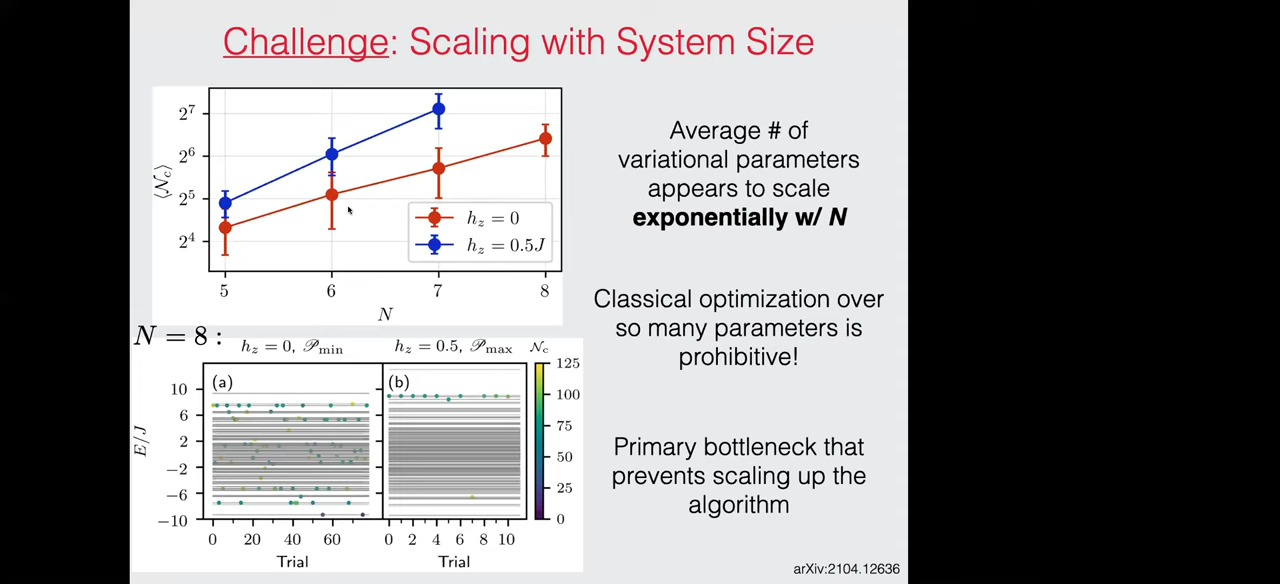 Challenge: Scaling with System Size
2^7
2^6
2^5
2^4
⟨N_c⟩
h_z = 0
h_z = 0.5J
5 6 7 8
N
Average # of
variational parameters
appears to scale
exponentially w/ N
Classical optimization over
so many parameters is
prohibitive!
Primary bottleneck that
prevents scaling up the
algorithm
N = 8 :
h_z = 0, 𝒫_min h_z = 0.5, 𝒫_max 𝒩_c
(a) (b)
10
6
2
−2
−6
−10
E/J
125
100
75
50
25
0
0 20 40 60 0 2 4 6 8 10
Trial Trial
arXiv:2104.12636